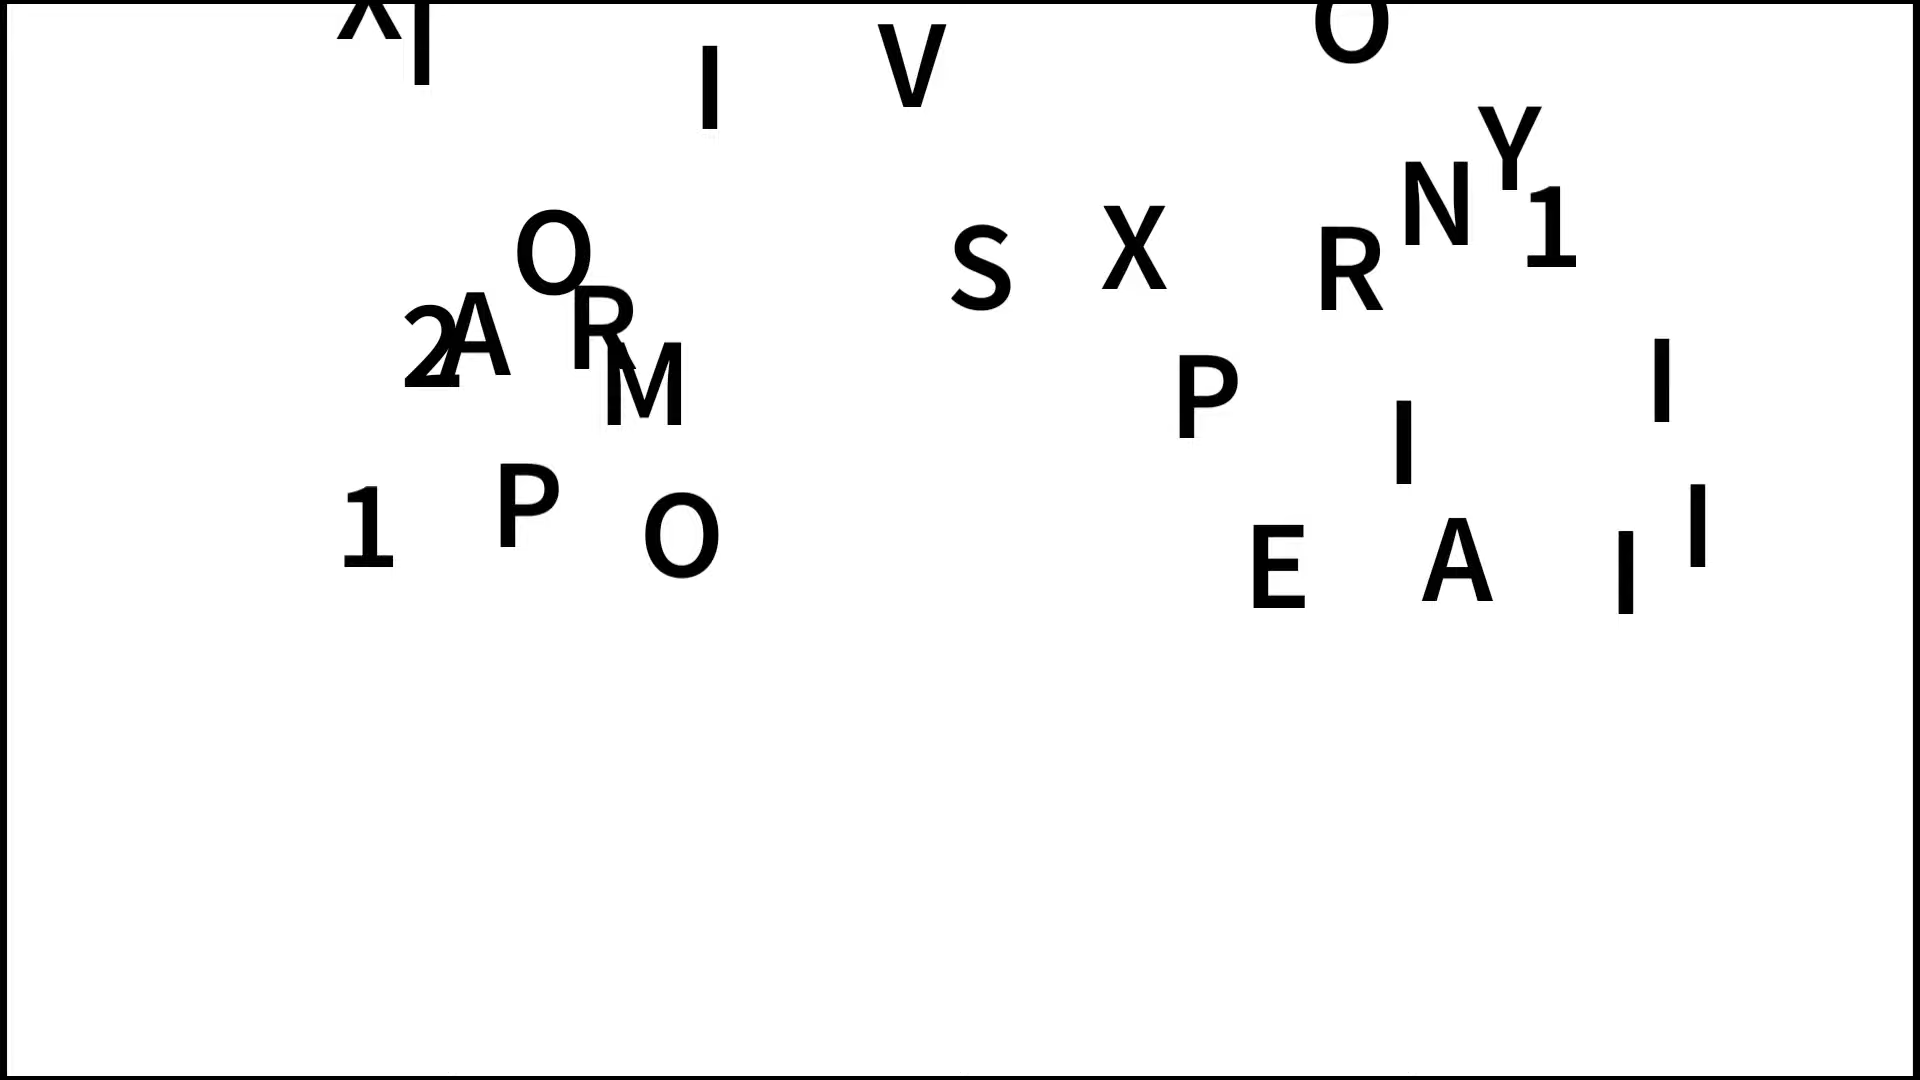 X I I V O
Y
N
1
O S X R
2 A R
M P I
I
1 P O E A I I